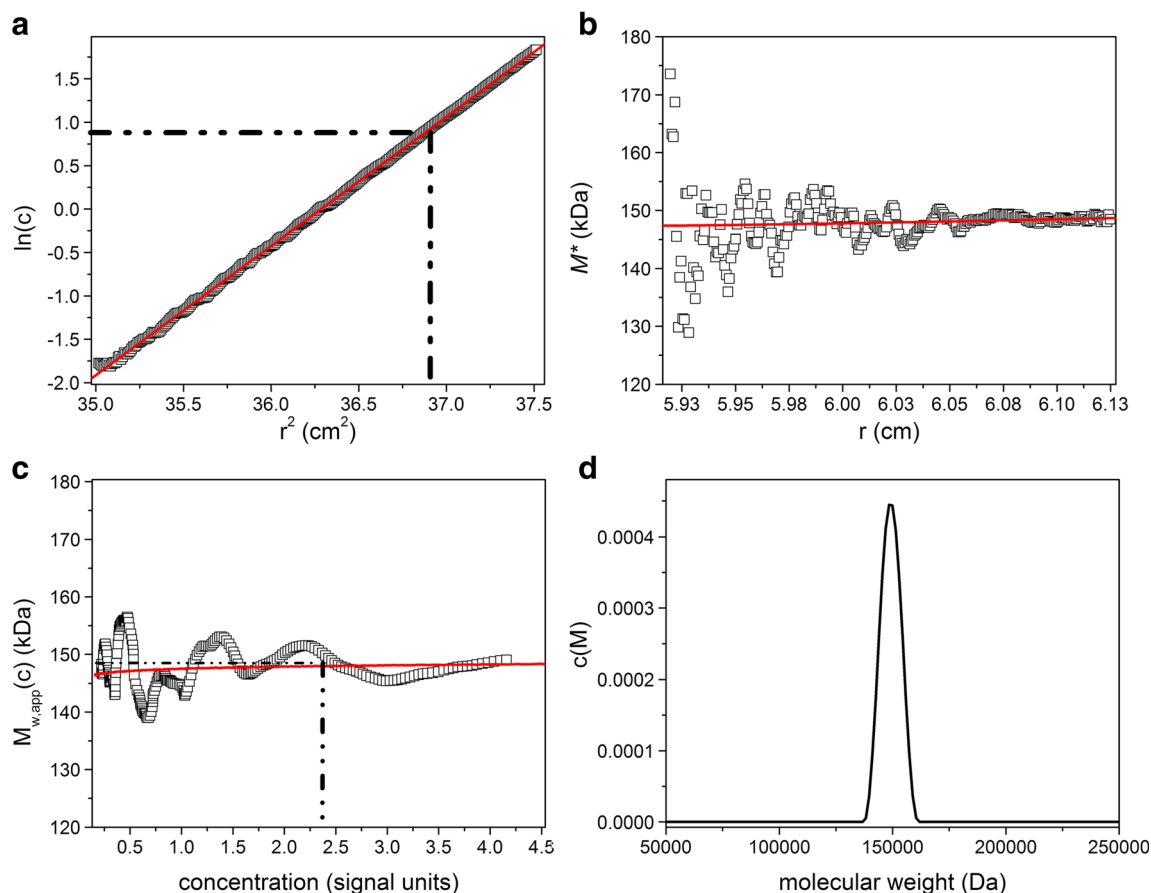 a
ln(c)
1.5
1.0
0.5
0.0
-0.5
-1.0
-1.5
-2.0
35.0 35.5 36.0 36.5 37.0 37.5
r² (cm²)
b
M* (kDa)
180
170
160
150
140
130
120
5.93 5.95 5.98 6.00 6.03 6.05 6.08 6.10 6.13
r (cm)
c
Mw,app(c) (kDa)
180
170
160
150
140
130
120
0.5 1.0 1.5 2.0 2.5 3.0 3.5 4.0 4.5
concentration (signal units)
d
c(M)
0.0004
0.0003
0.0002
0.0001
0.0000
50000 100000 150000 200000 250000
molecular weight (Da)